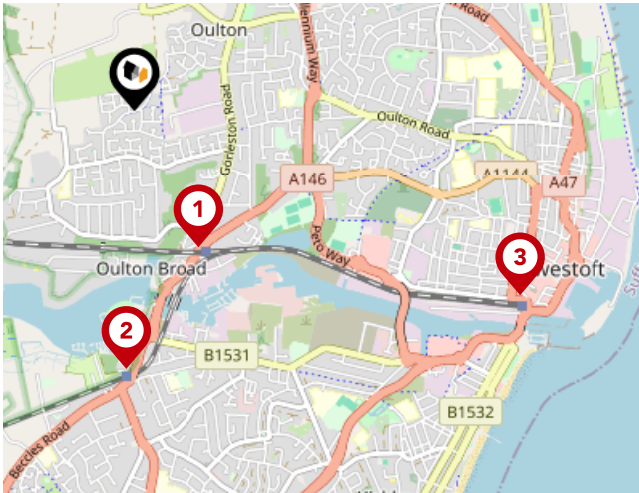 Oulton
Millennium Way
Road
Gorleston Road
Oulton Road
A146
A1144
A47
1
Peto Way
3
Oulton Broad
westoft
2
B1531
B1532
Beccles Road